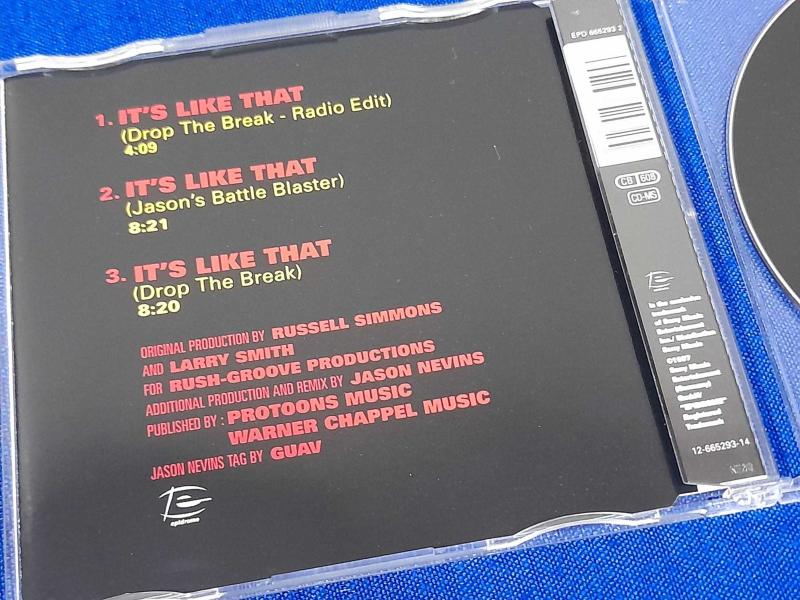 1. IT'S LIKE THAT
(Drop The Break - Radio Edit)
4:09
2. IT'S LIKE THAT
(Jason's Battle Blaster)
8:21
3. IT'S LIKE THAT
(Drop The Break)
8:20
ORIGINAL PRODUCTION BY RUSSELL SIMMONS
AND LARRY SMITH
FOR RUSH-GROOVE PRODUCTIONS
ADDITIONAL PRODUCTION AND REMIX BY JASON NEVINS
PUBLISHED BY: PROTOONS MUSIC
WARNER CHAPPEL MUSIC
JASON NEVINS TAG BY GUAV
epidrome
EPD 665293 2
CB 608
CD-MS
12-665293-14